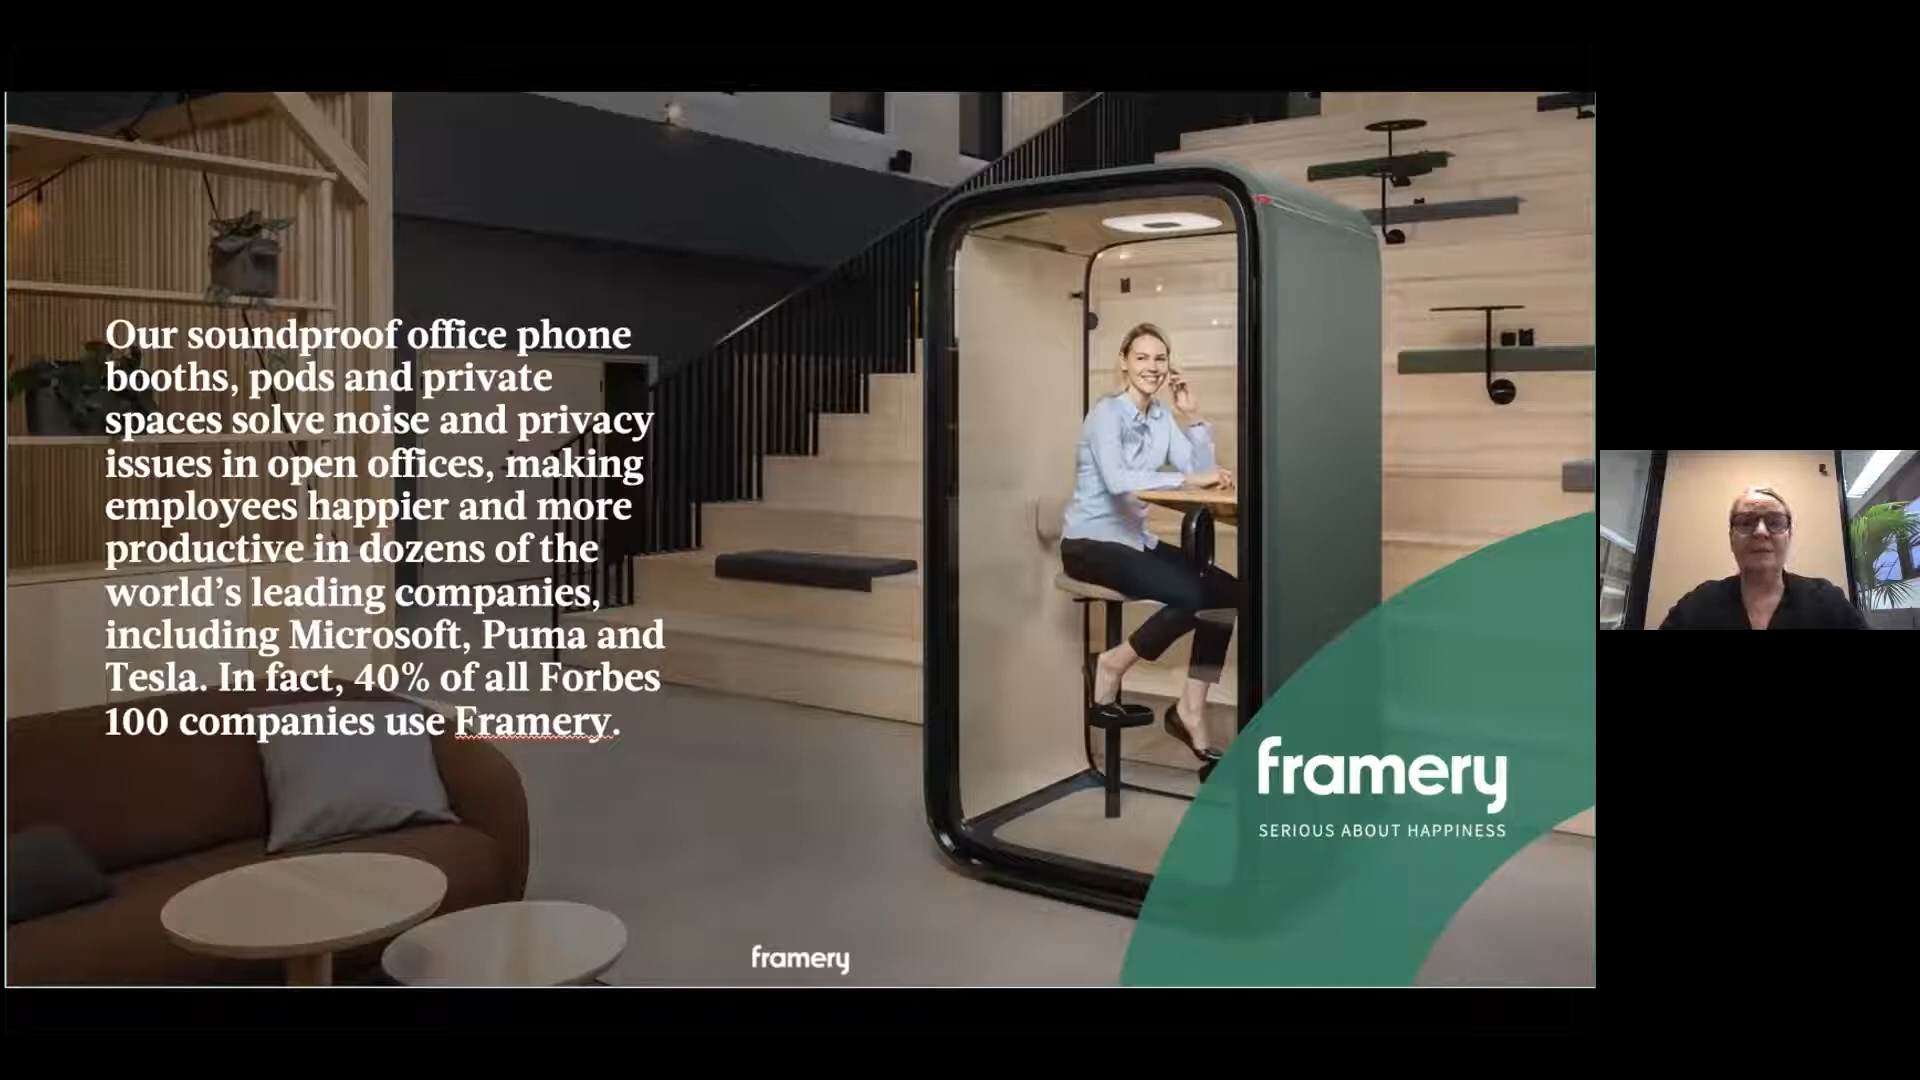 Our soundproof office phone
booths, pods and private
spaces solve noise and privacy
issues in open offices, making
employees happier and more
productive in dozens of the
world’s leading companies,
including Microsoft, Puma and
Tesla. In fact, 40% of all Forbes
100 companies use Framery.
framery
SERIOUS ABOUT HAPPINESS
framery